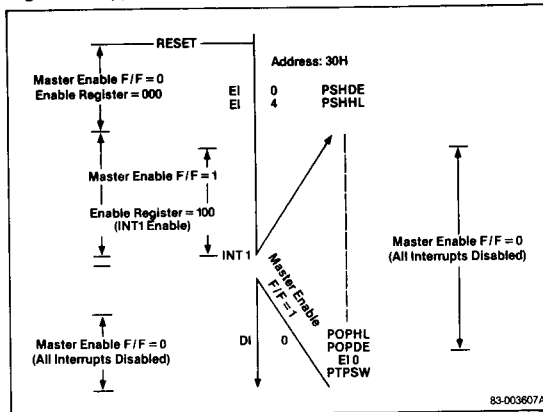 RESET
Address: 30H
Master Enable F/F = 0
Enable Register = 000
EI 0 PSHDE
EI 4 PSHHL
Master Enable F/F = 1
Enable Register = 100
(INT1 Enable)
INT 1
Master Enable F/F = 0
(All Interrupts Disabled)
Master Enable
F/F = 1
Master Enable F/F = 0
(All Interrupts Disabled)
DI 0
POPHL
POPDE
EI 0
PTPSW
83-003607A